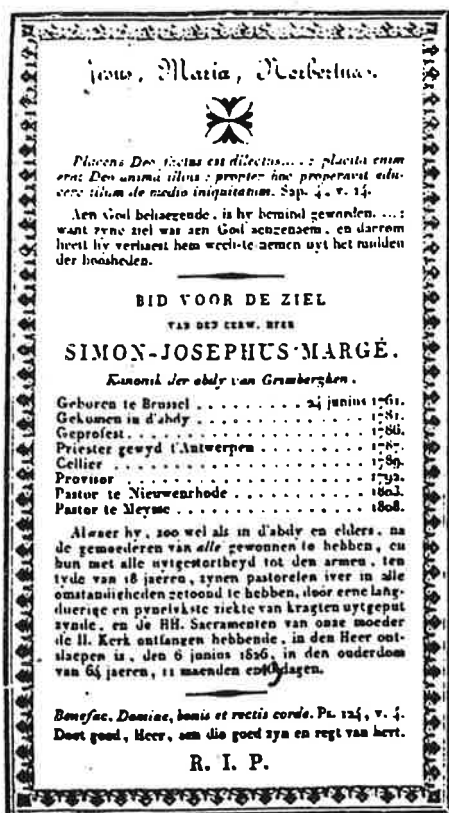 Jesus, Maria, Norbertus.
Placens Deo factus est dilectus.... : placita enim
erat Deo anima illius : propter hoc properavit edu-
cere illum de medio iniquitatum. Sap. 4, v. 14.
Aen God behaegende, is hy bemind geworden. ... :
want zyne ziel was aen God aengenaem, en daerom
heeft hy verhaest hem wech-te-nemen uyt het midden
der boosheden.
BID VOOR DE ZIEL
VAN DEN EERW. HEER
SIMON-JOSEPHUS MARGÉ.
Kanonik der abdy van Grimberghen.
Geboren te Brussel . . . . . . . . . 24 junius 1761.
Gekomen in d'abdy . . . . . . . . . . . . . 1781.
Geprofest . . . . . . . . . . . . . . . . . 1786.
Priester gewyd t'Antwerpen . . . . . . . . . 1787.
Cellier . . . . . . . . . . . . . . . . . . 1789.
Provisor . . . . . . . . . . . . . . . . . . 1792.
Pastor te Nieuwenrhode . . . . . . . . . . . 1803.
Pastor te Meysse . . . . . . . . . . . . . . 1808.
Alwaer hy, zoo wel als in d'abdy en elders, na
de gemoederen van alle gewonnen te hebben, en
hun met alle uytgestortheyd tot den armen, ten
tyde van 18 jaeren, zynen pastorelen iver in alle
omstandigheden getoond te hebben, door eene lang-
duerige en pynelykste ziekte van kragten uytgeput
zynde, en de HH. Sacramenten van onze moeder
de H. Kerk ontfangen hebbende, in den Heer ont-
slaepen is, den 6 junius 1826, in den ouderdom
van 64 jaeren, 11 maenden en dagen.
Benefac, Domine, bonis et rectis corde. Ps. 124, v. 4.
Doet goed, Heer, aen die goed zyn en regt van hert.
R. I. P.